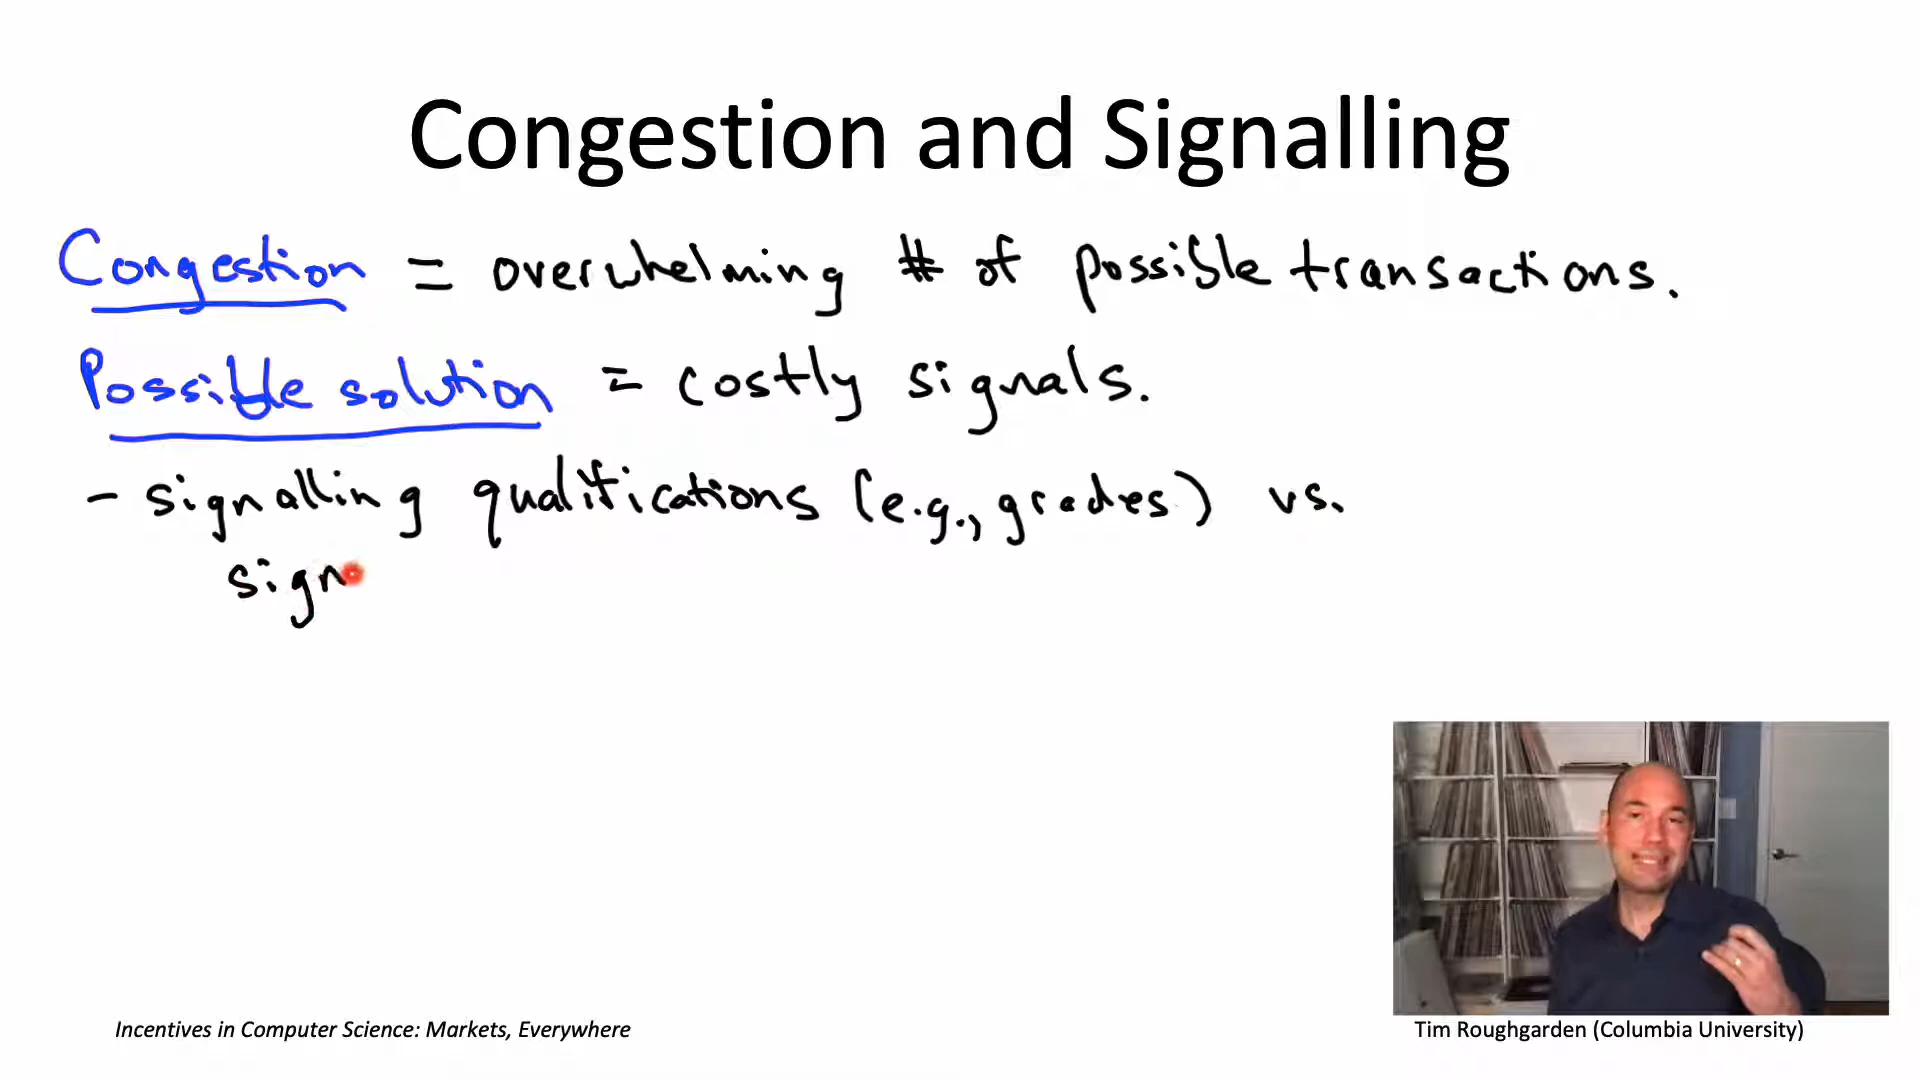 Congestion and Signalling
Congestion = overwhelming # of possible transactions.
Possible solution = costly signals.
- signalling qualifications (e.g., grades) vs.
sign
Incentives in Computer Science: Markets, Everywhere
Tim Roughgarden (Columbia University)